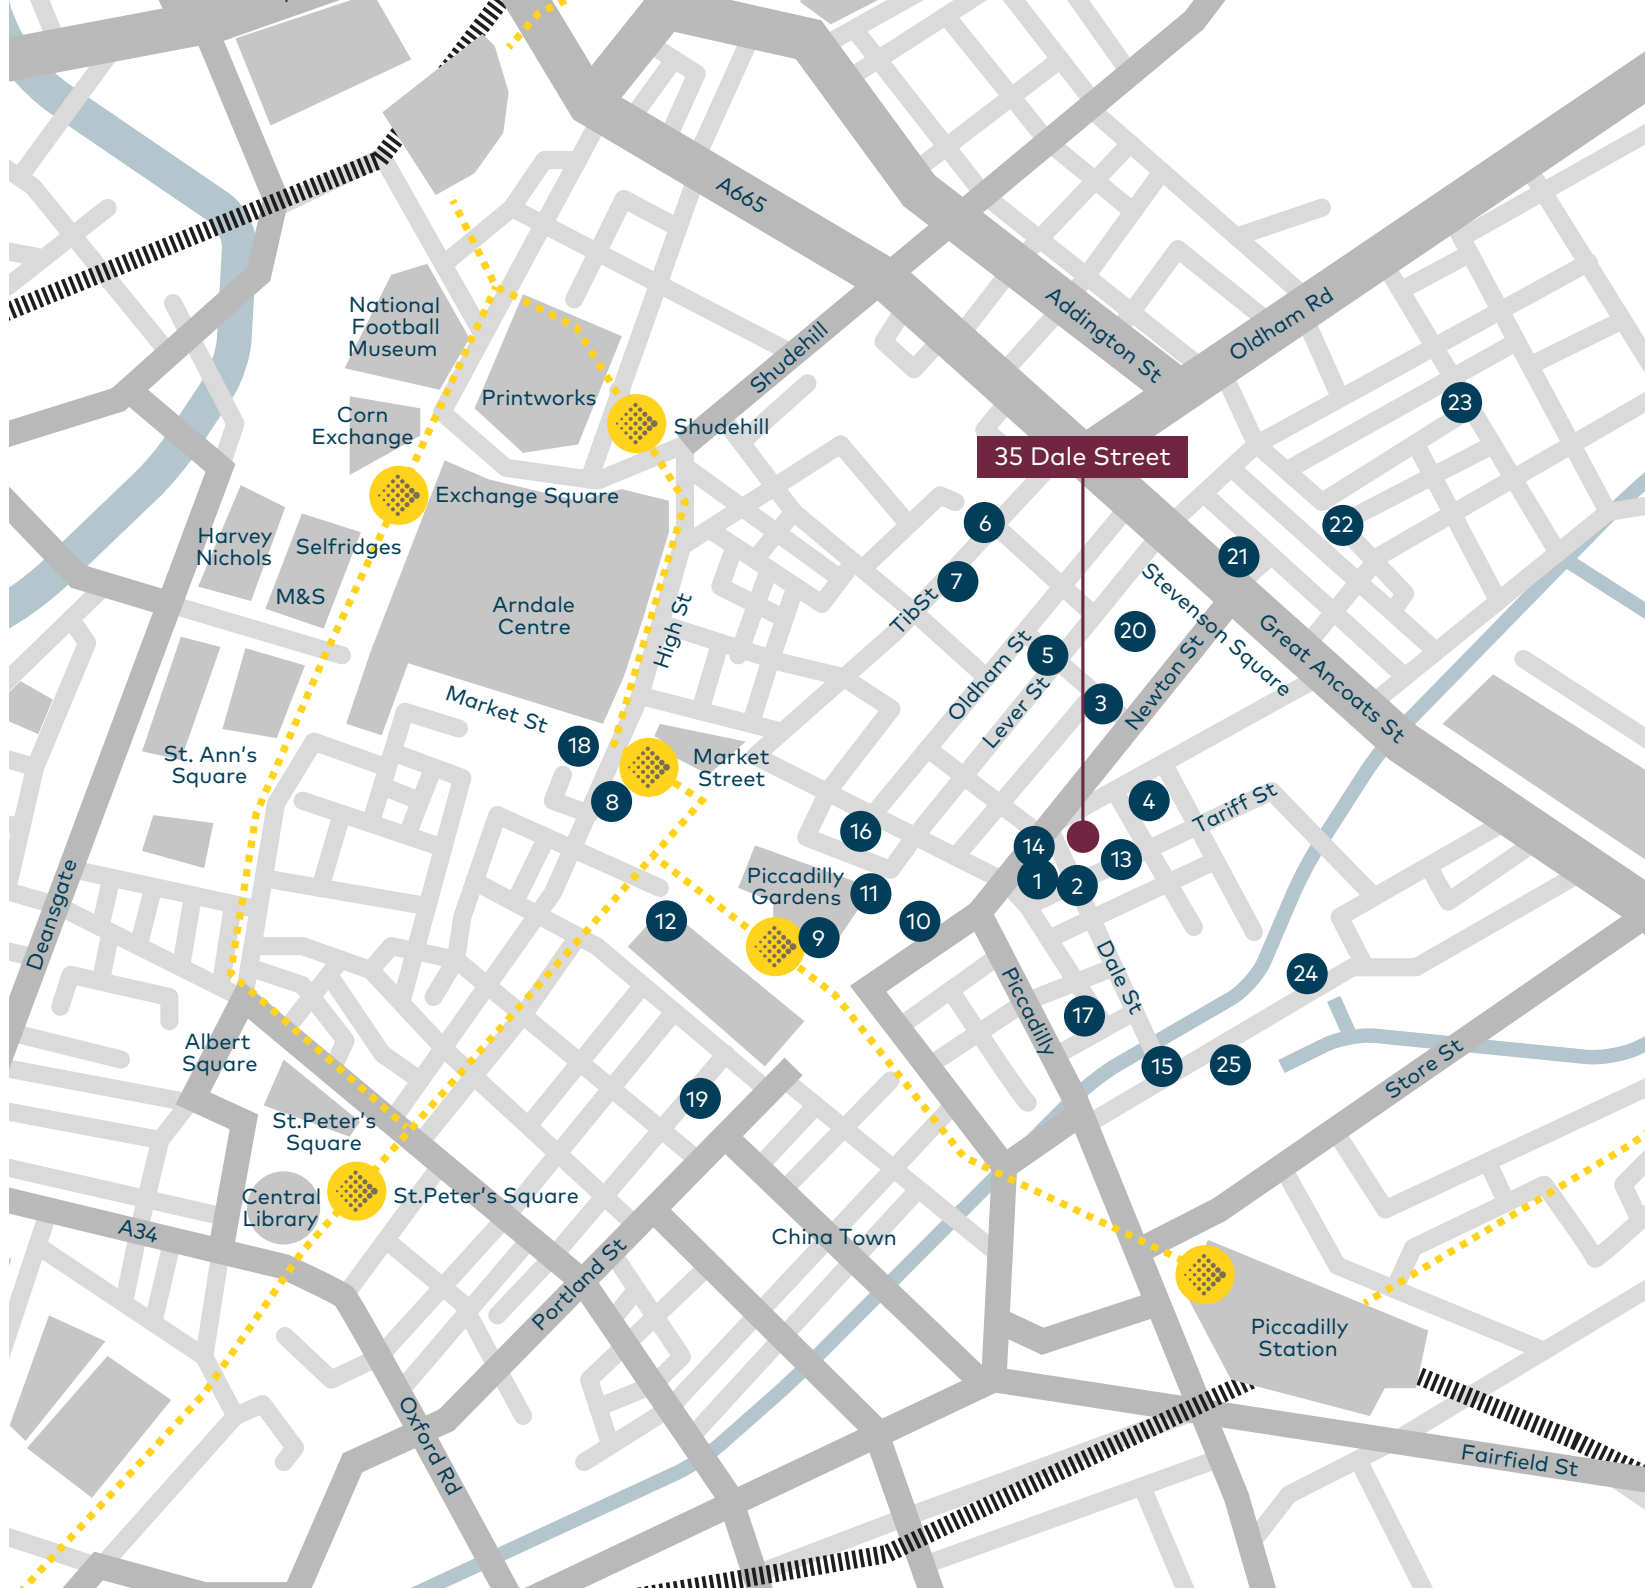 A665
Addington St
Oldham Rd
National
Football
Museum
Shudehill
Printworks
Corn
Exchange
Shudehill
23
35 Dale Street
Exchange Square
6
22
Harvey
Nichols
Selfridges
21
M&S
7
Stevenson Square
Arndale
Centre
TibSt
High St
20
Great Ancoats St
5
Oldham St
Newton St
Lever St
3
Market St
18
St. Ann's
Square
Market
Street
8
4
Tariff St
16
14
13
Piccadilly
Gardens
1
2
11
Deansgate
12
10
9
Dale St
24
Piccadilly
17
Albert
Square
15
25
Store St
19
St.Peter's
Square
Central
Library
St.Peter's Square
A34
China Town
Portland St
Piccadilly
Station
Oxford Rd
Fairfield St